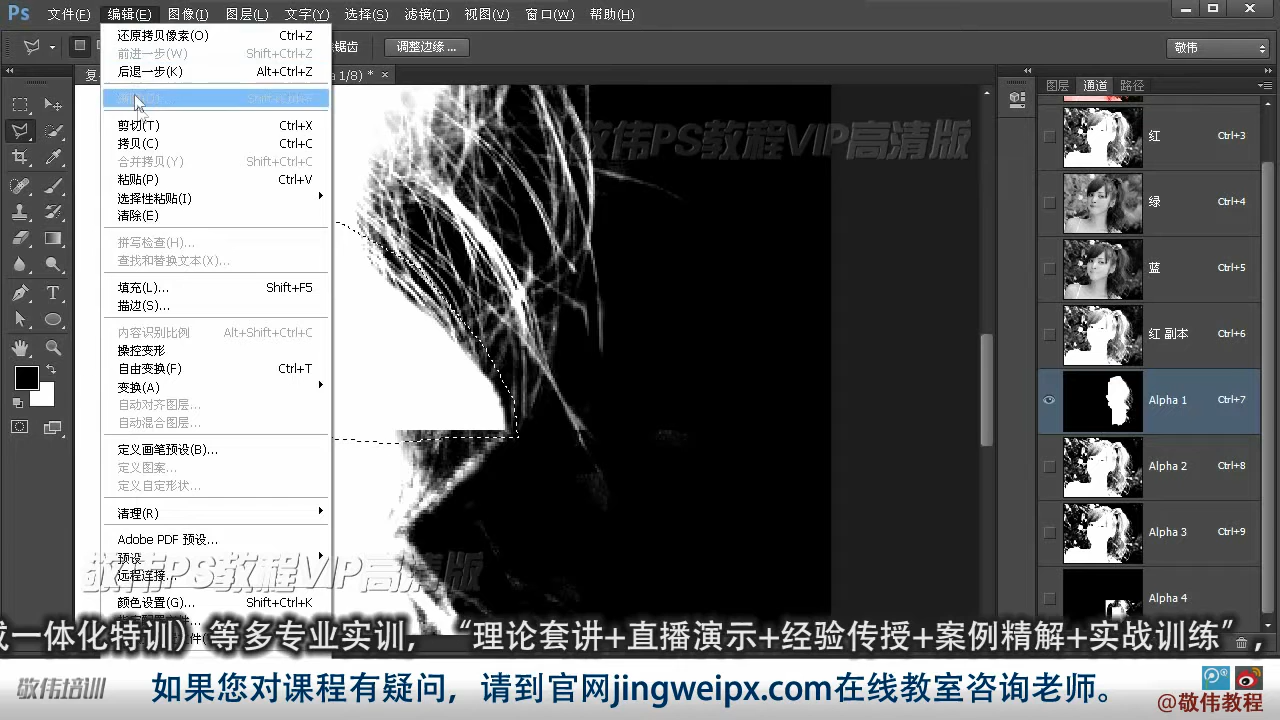 Ps 文件(F) 编辑(E) 图像(I) 图层(L) 文字(Y) 选择(S) 滤镜(T) 视图(V) 窗口(W) 帮助(H)
锯齿 调整边缘 ... 敬伟
1/8) * ×
还原拷贝像素(O) Ctrl+Z
前进一步(W) Shift+Ctrl+Z
后退一步(K) Alt+Ctrl+Z
剪切(T) Ctrl+X
拷贝(C) Ctrl+C
合并拷贝(Y) Shift+Ctrl+C
粘贴(P) Ctrl+V
选择性粘贴(I)
清除(E)
拼写检查(H)...
查找和替换文本(X)...
填充(L)... Shift+F5
描边(S)...
内容识别比例 Alt+Shift+Ctrl+C
操控变形
自由变换(F) Ctrl+T
变换(A)
自动对齐图层...
自动混合图层...
定义画笔预设(B)...
定义图案...
定义自定形状...
清理(R)
Adobe PDF 预设...
预设
远程连接...
颜色设置(G)... Shift+Ctrl+K
敬伟PS教程VIP高清版
敬伟PS教程VIP高清版
图层 通道 路径
红 Ctrl+3
绿 Ctrl+4
蓝 Ctrl+5
红 副本 Ctrl+6
Alpha 1 Ctrl+7
Alpha 2 Ctrl+8
Alpha 3 Ctrl+9
Alpha 4
一体化特训）等多专业实训，“理论套讲+直播演示+经验传授+案例精解+实战训练”，
敬伟培训 如果您对课程有疑问，请到官网jingweipx.com在线教室咨询老师。
@敬伟教程